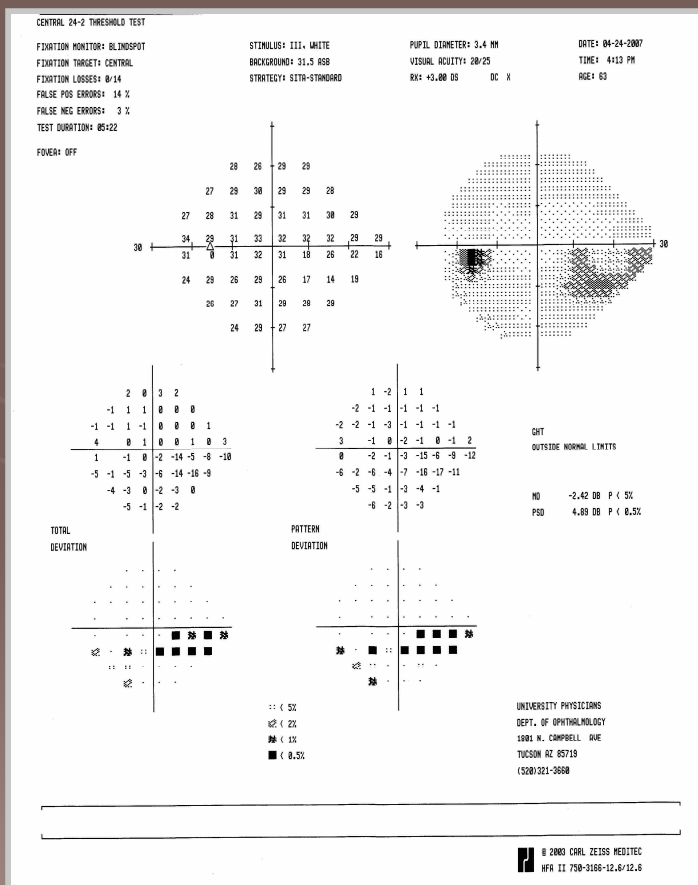 CENTRAL 24-2 THRESHOLD TEST
FIXATION MONITOR: BLINDSPOT
FIXATION TARGET: CENTRAL
FIXATION LOSSES: 0/14
FALSE POS ERRORS: 14 %
FALSE NEG ERRORS: 3 %
TEST DURATION: 05:22
FOVEA: OFF
STIMULUS: III, WHITE
BACKGROUND: 31.5 ASB
STRATEGY: SITA-STANDARD
PUPIL DIAMETER: 3.4 MM
VISUAL ACUITY: 20/25
RX: +3.00 DS DC X
DATE: 04-24-2007
TIME: 4:13 PM
AGE: 63
28 26 29 29
27 29 30 29 29 28
27 28 31 29 31 31 30 29
34 29 31 33 32 32 32 29 29
30
31 0 31 32 31 18 26 22 16
24 29 26 29 26 17 14 19
26 27 31 29 28 29
24 29 27 27
30
2 0 3 2
-1 1 1 0 0 0
-1 -1 1 -1 0 0 0 1
4 0 1 0 0 1 0 3
1 -1 0 -2 -14 -5 -8 -10
-5 -1 -5 -3 -6 -14 -16 -9
-4 -3 0 -2 -3 0
-5 -1 -2 -2
TOTAL
DEVIATION
1 -2 1 1
-2 -1 -1 -1 -1 -1
-2 -2 -1 -3 -1 -1 -1 -1
3 -1 0 -2 -1 0 -1 2
0 -2 -1 -3 -15 -6 -9 -12
-6 -2 -6 -4 -7 -16 -17 -11
-5 -5 -1 -3 -4 -1
-6 -2 -3 -3
PATTERN
DEVIATION
GHT
OUTSIDE NORMAL LIMITS
MD -2.42 DB P < 5%
PSD 4.89 DB P < 0.5%
:: < 5%
< 2%
< 1%
■ < 0.5%
UNIVERSITY PHYSICIANS
DEPT. OF OPHTHALMOLOGY
1801 N. CAMPBELL AVE
TUCSON AZ 85719
(520)321-3660
© 2003 CARL ZEISS MEDITEC
HFA II 750-3166-12.6/12.6